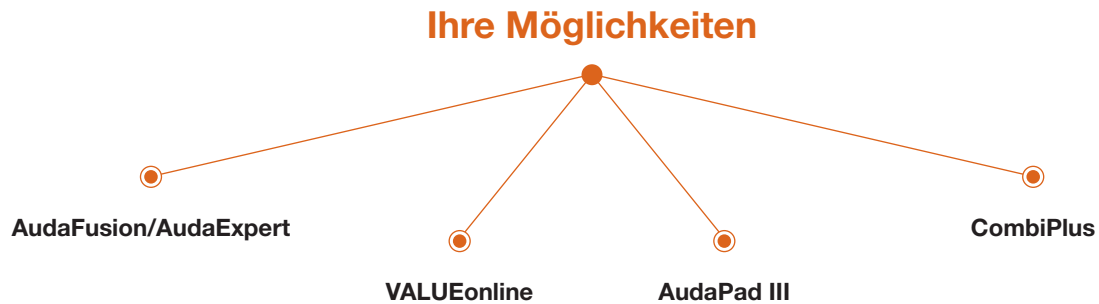 Ihre Möglichkeiten
AudaFusion/AudaExpert
CombiPlus
VALUEonline
AudaPad III